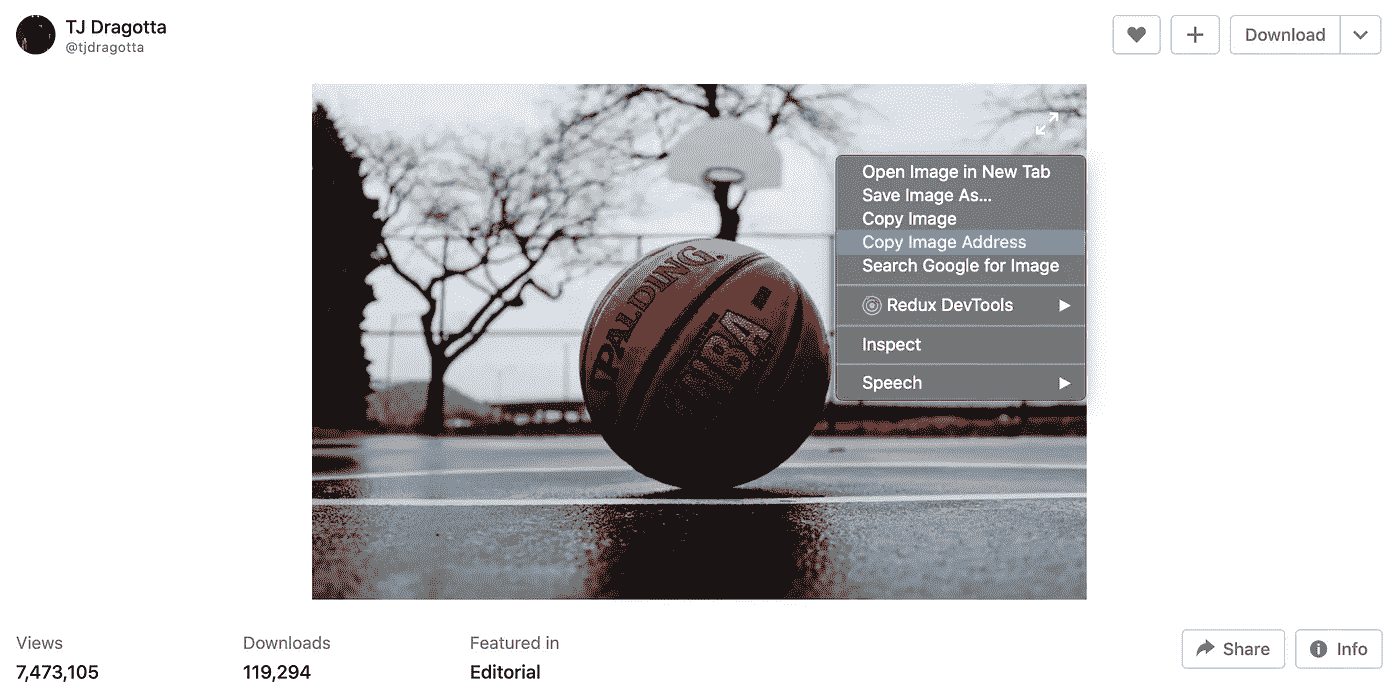 TJ Dragotta
@tjdragotta
Download
Open Image in New Tab
Save Image As...
Copy Image
Copy Image Address
Search Google for Image
Redux DevTools
Inspect
Speech
SPALDING.
NBA
Views
7,473,105
Downloads
119,294
Featured in
Editorial
Share
Info